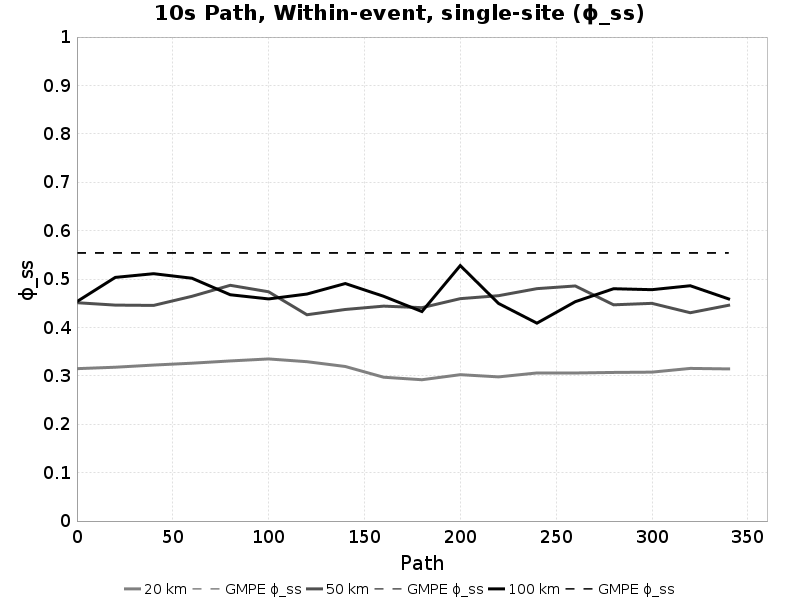 10s Path, Within-event, single-site (ϕ_ss)
1
0.9
0.8
0.7
0.6
0.5
0.4
0.3
0.2
0.1
0
ϕ_ss
0 50 100 150 200 250 300 350
Path
20 km GMPE ϕ_ss 50 km GMPE ϕ_ss 100 km GMPE ϕ_ss